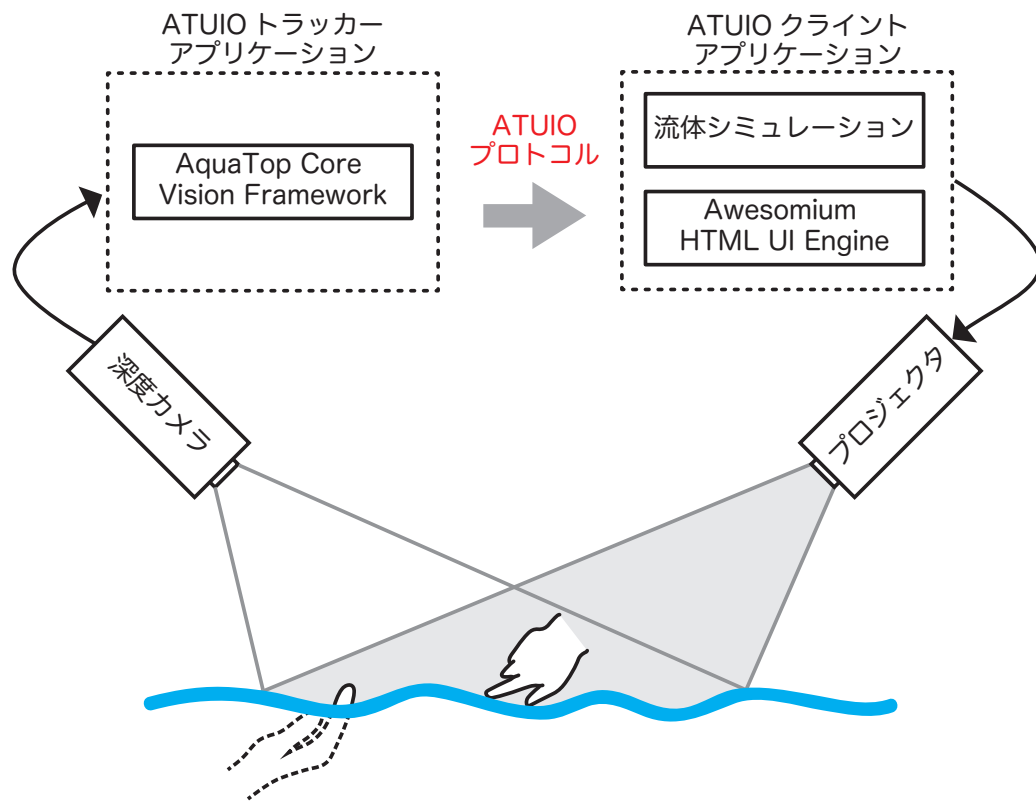 ATUIO トラッカー
アプリケーション
AquaTop Core
Vision Framework
ATUIO
プロトコル
ATUIO クライント
アプリケーション
流体シミュレーション
Awesomium
HTML UI Engine
深度カメラ
プロジェクタ